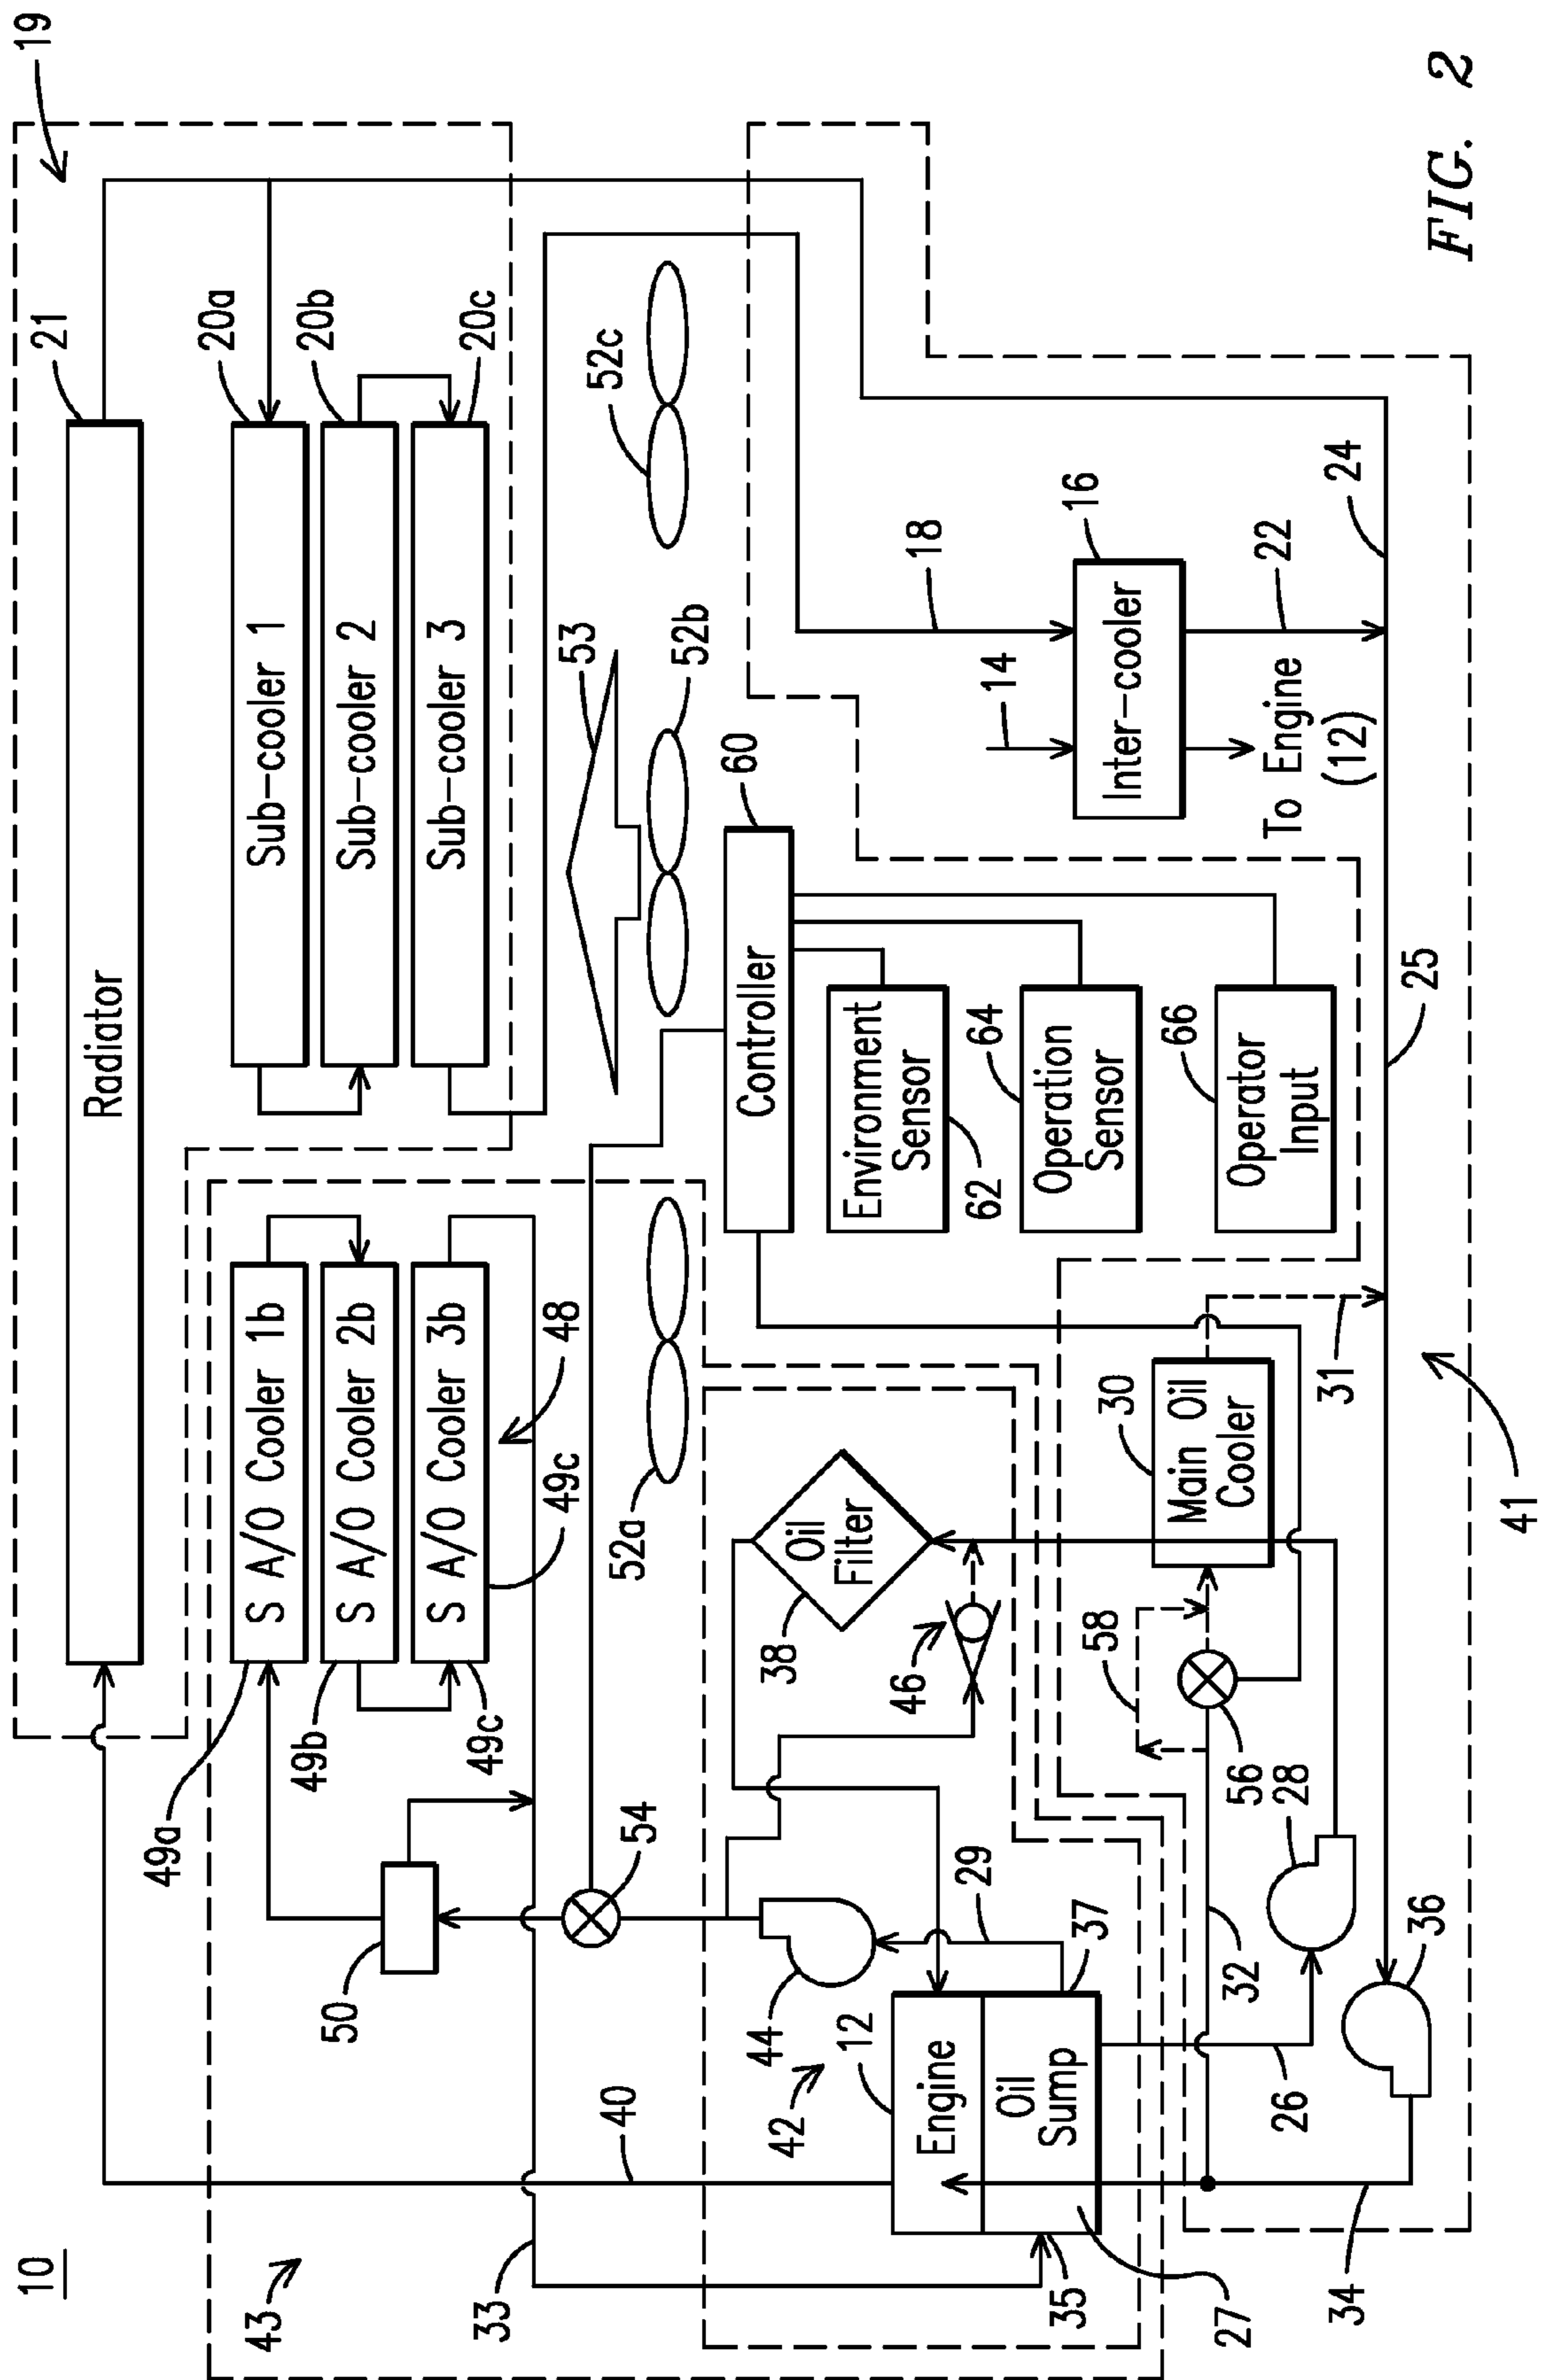 10
19
21
Radiator
20a
Sub-cooler 1
20b
Sub-cooler 2
20c
Sub-cooler 3
43
49a
S A/O Cooler 1b
49b
S A/O Cooler 2b
49c
S A/O Cooler 3b
49c
48
50
33
40
54
52a
53
52b
52c
60
Controller
Environment
Sensor
62
64
Operation
Sensor
66
Operator
Input
42
44
12
Engine
Oil
Sump
35
27
37
29
38
Oil
Filter
46
18
14
16
Inter-cooler
22
To Engine
(12)
24
25
30
Main Oil
Cooler
31
58
56
28
32
26
36
34
41
FIG. 2